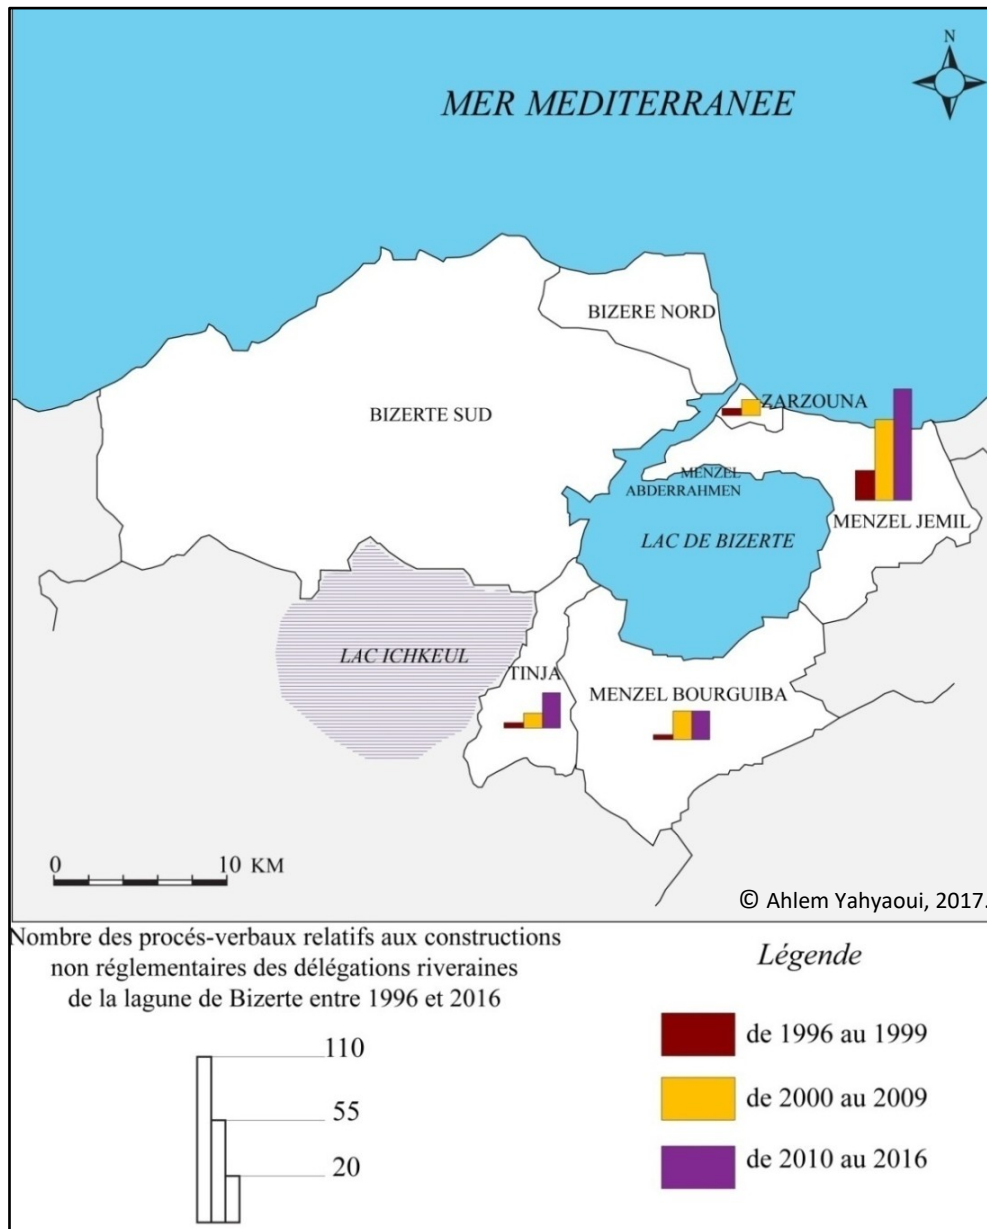 N
MER MEDITERRANEE
BIZERE NORD
ZARZOUNA
BIZERTE SUD
MENZEL
ABDERRAHMEN
MENZEL JEMIL
LAC DE BIZERTE
LAC ICHKEUL
TINJA
MENZEL BOURGUIBA
0 10 KM
© Ahlem Yahyaoui, 2017.
Nombre des procés-verbaux relatifs aux constructions
non réglementaires des délégations riveraines
de la lagune de Bizerte entre 1996 et 2016
110
55
20
Légende
de 1996 au 1999
de 2000 au 2009
de 2010 au 2016